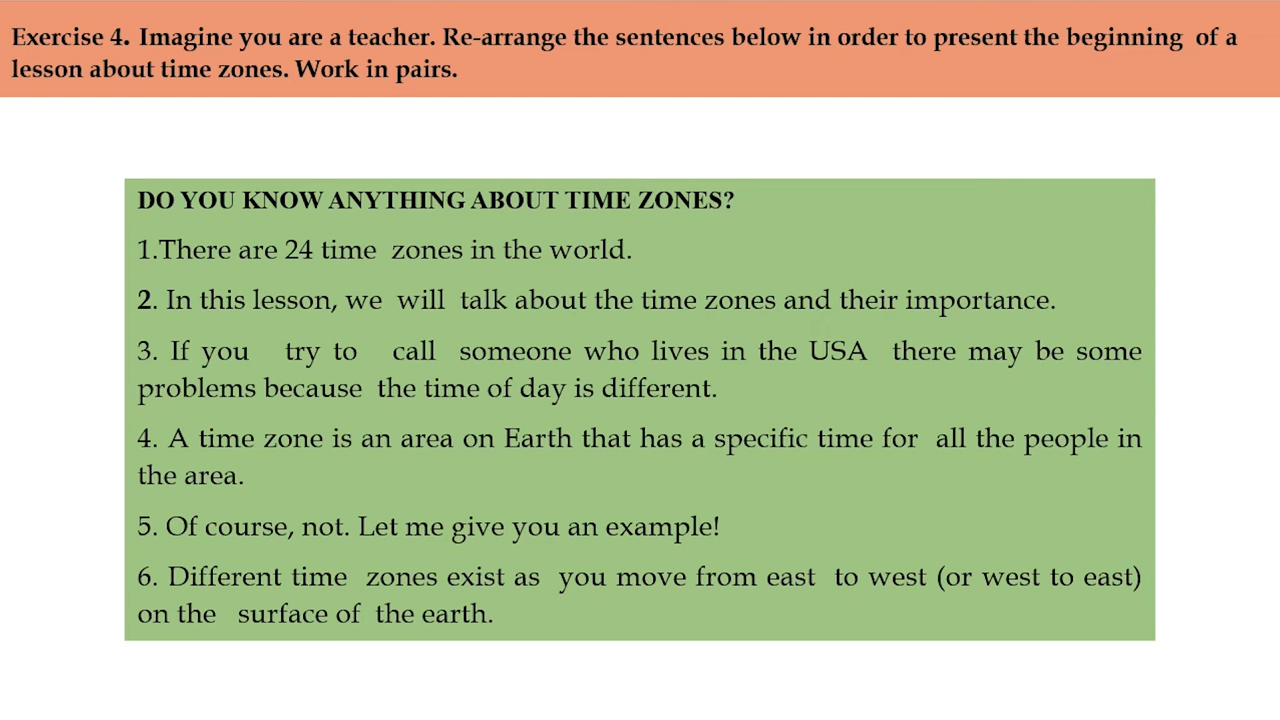 Exercise 4. Imagine you are a teacher. Re-arrange the sentences below in order to present the beginning of a
lesson about time zones. Work in pairs.
DO YOU KNOW ANYTHING ABOUT TIME ZONES?
1.There are 24 time zones in the world.
2. In this lesson, we will talk about the time zones and their importance.
3. If you try to call someone who lives in the USA there may be some
problems because the time of day is different.
4. A time zone is an area on Earth that has a specific time for all the people in
the area.
5. Of course, not. Let me give you an example!
6. Different time zones exist as you move from east to west (or west to east)
on the surface of the earth.